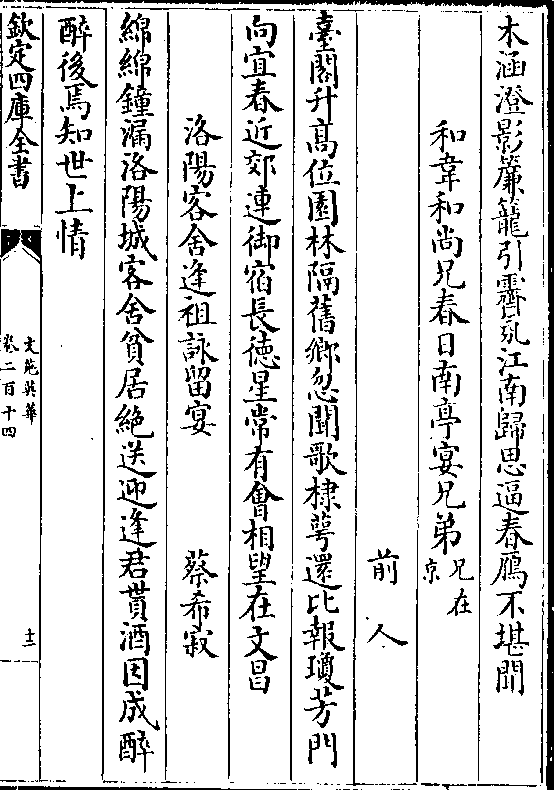 木涵澄影簾籠引霽氛江南歸思逼春鴈不堪聞
和韋和尚兄春日南亭宴兄弟兄在京
前人
臺閣升髙位園林隔舊鄉忽聞歌棣萼還比報瓊芳門
向宜春近郊連御宿長徳星常有㑹相望在文昌
洛陽客舍逢祖詠留宴 蔡希寂
綿綿鐘漏洛陽城客舍貧居絶送迎逢君貰酒因成醉
醉後焉知世上情
欽定四庫全書
文苑英華
卷二百十四
十二